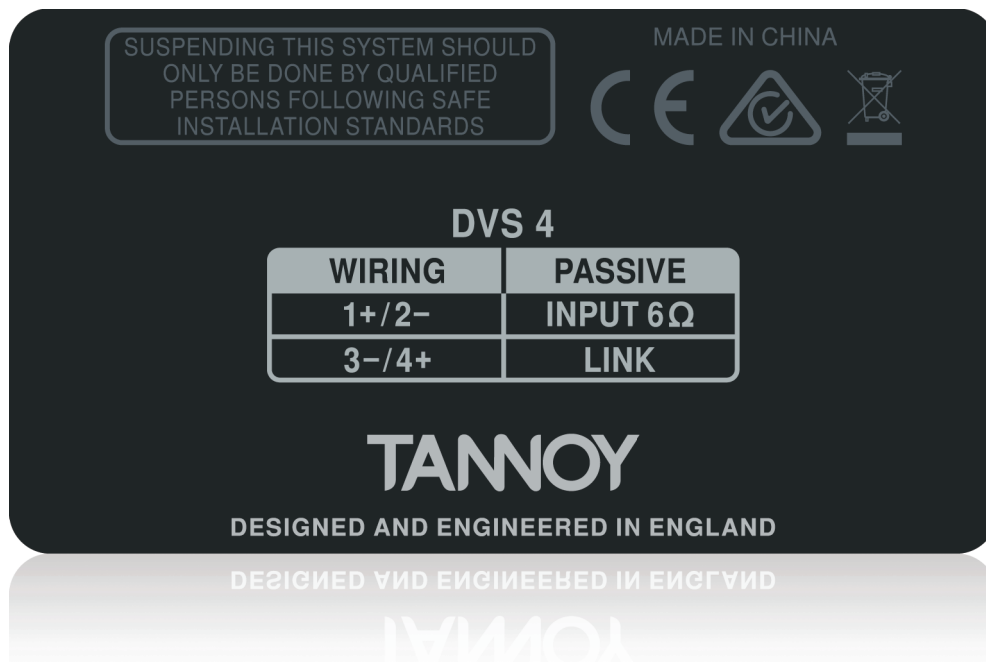 SUSPENDING THIS SYSTEM SHOULD
ONLY BE DONE BY QUALIFIED
PERSONS FOLLOWING SAFE
INSTALLATION STANDARDS
MADE IN CHINA
CE
DVS 4
WIRING PASSIVE
1+/2− INPUT 6Ω
3−/4+ LINK
TANNOY
DESIGNED AND ENGINEERED IN ENGLAND